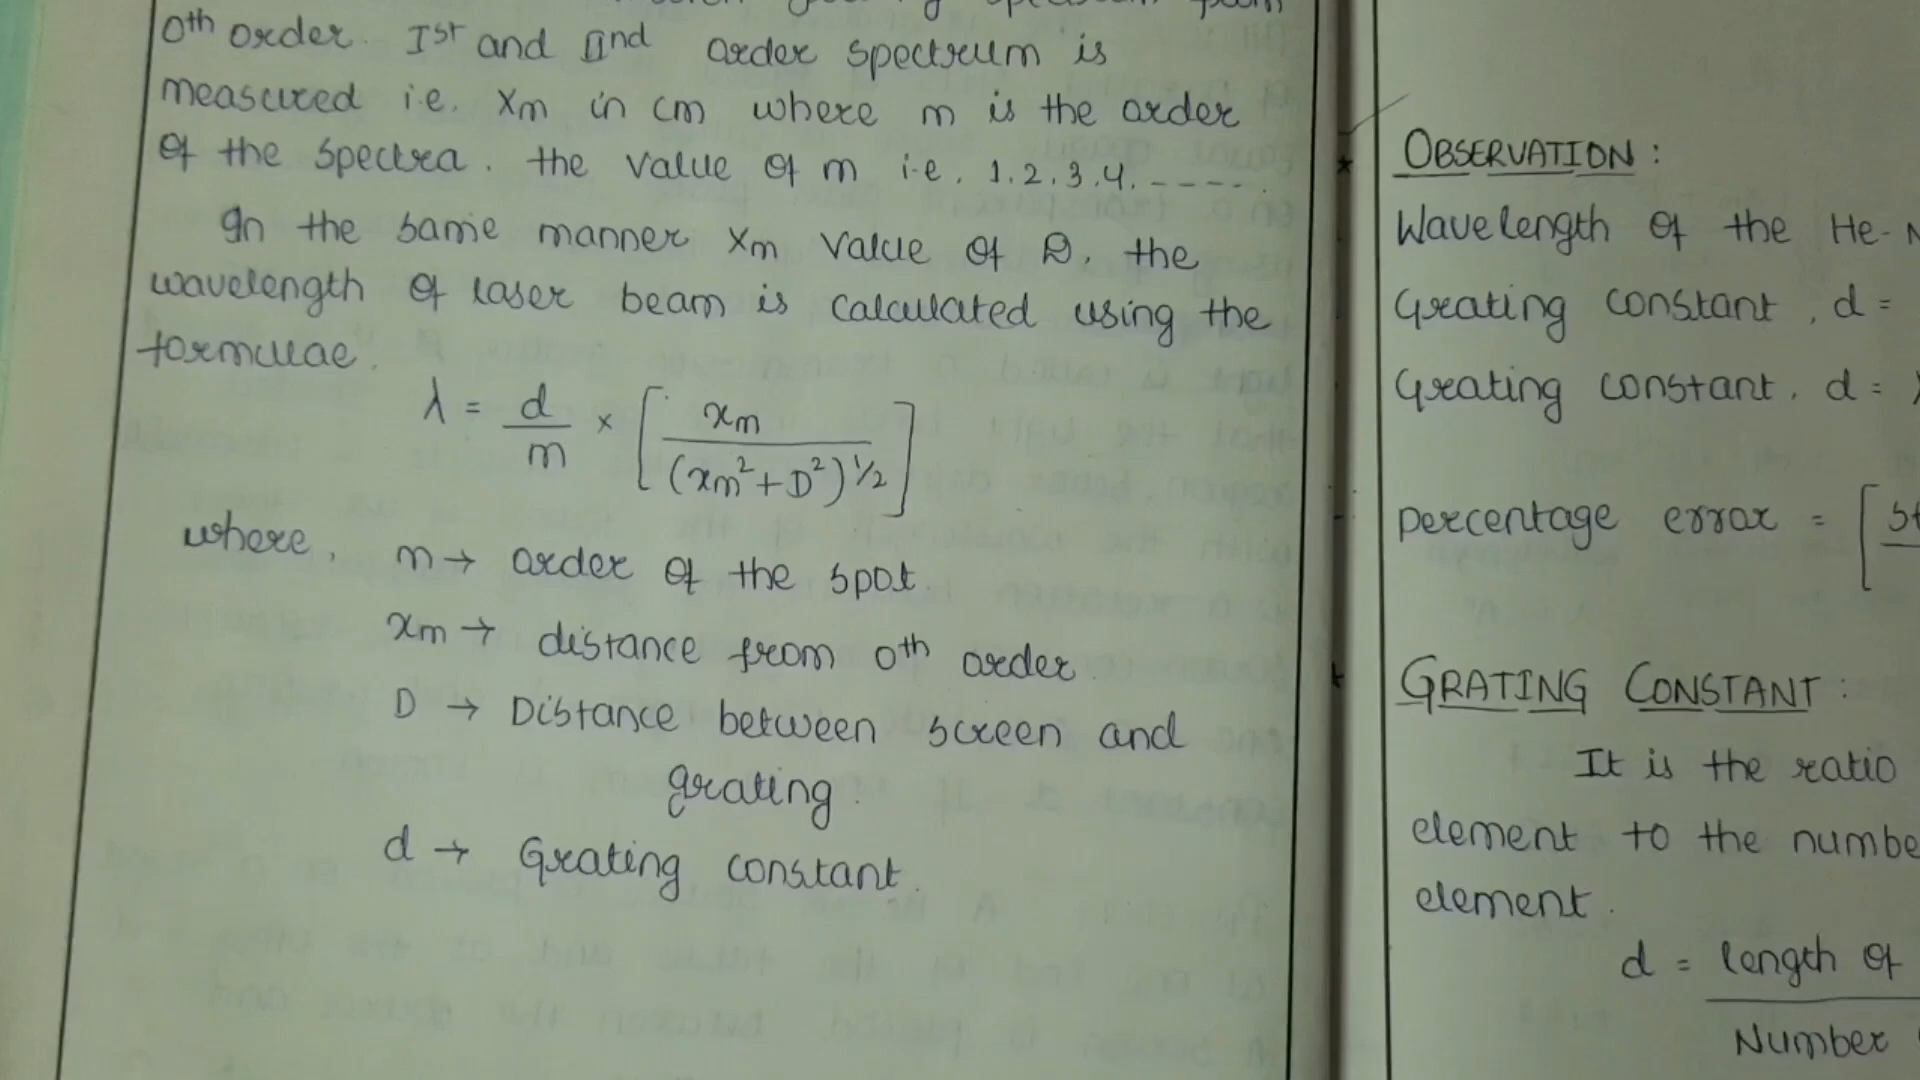 0th order. Ist and IInd order spectrum is
measured i.e. Xm in cm where m is the order
of the spectra. the value of m i.e. 1.2.3.4. - - - - -.
In the same manner Xm value of D, the
wavelength of laser beam is calculated using the
formulae.
λ = d/m × [xm/(xm²+D²)^1/2]
where, m → order of the spot.
xm → distance from 0th order.
D → Distance between screen and
grating.
d → Grating constant.
* OBSERVATION :
Wavelength of the He-
Grating constant, d =
Grating constant, d =
percentage error = [
GRATING CONSTANT :
It is the ratio
element to the
element.
d = length of
Number